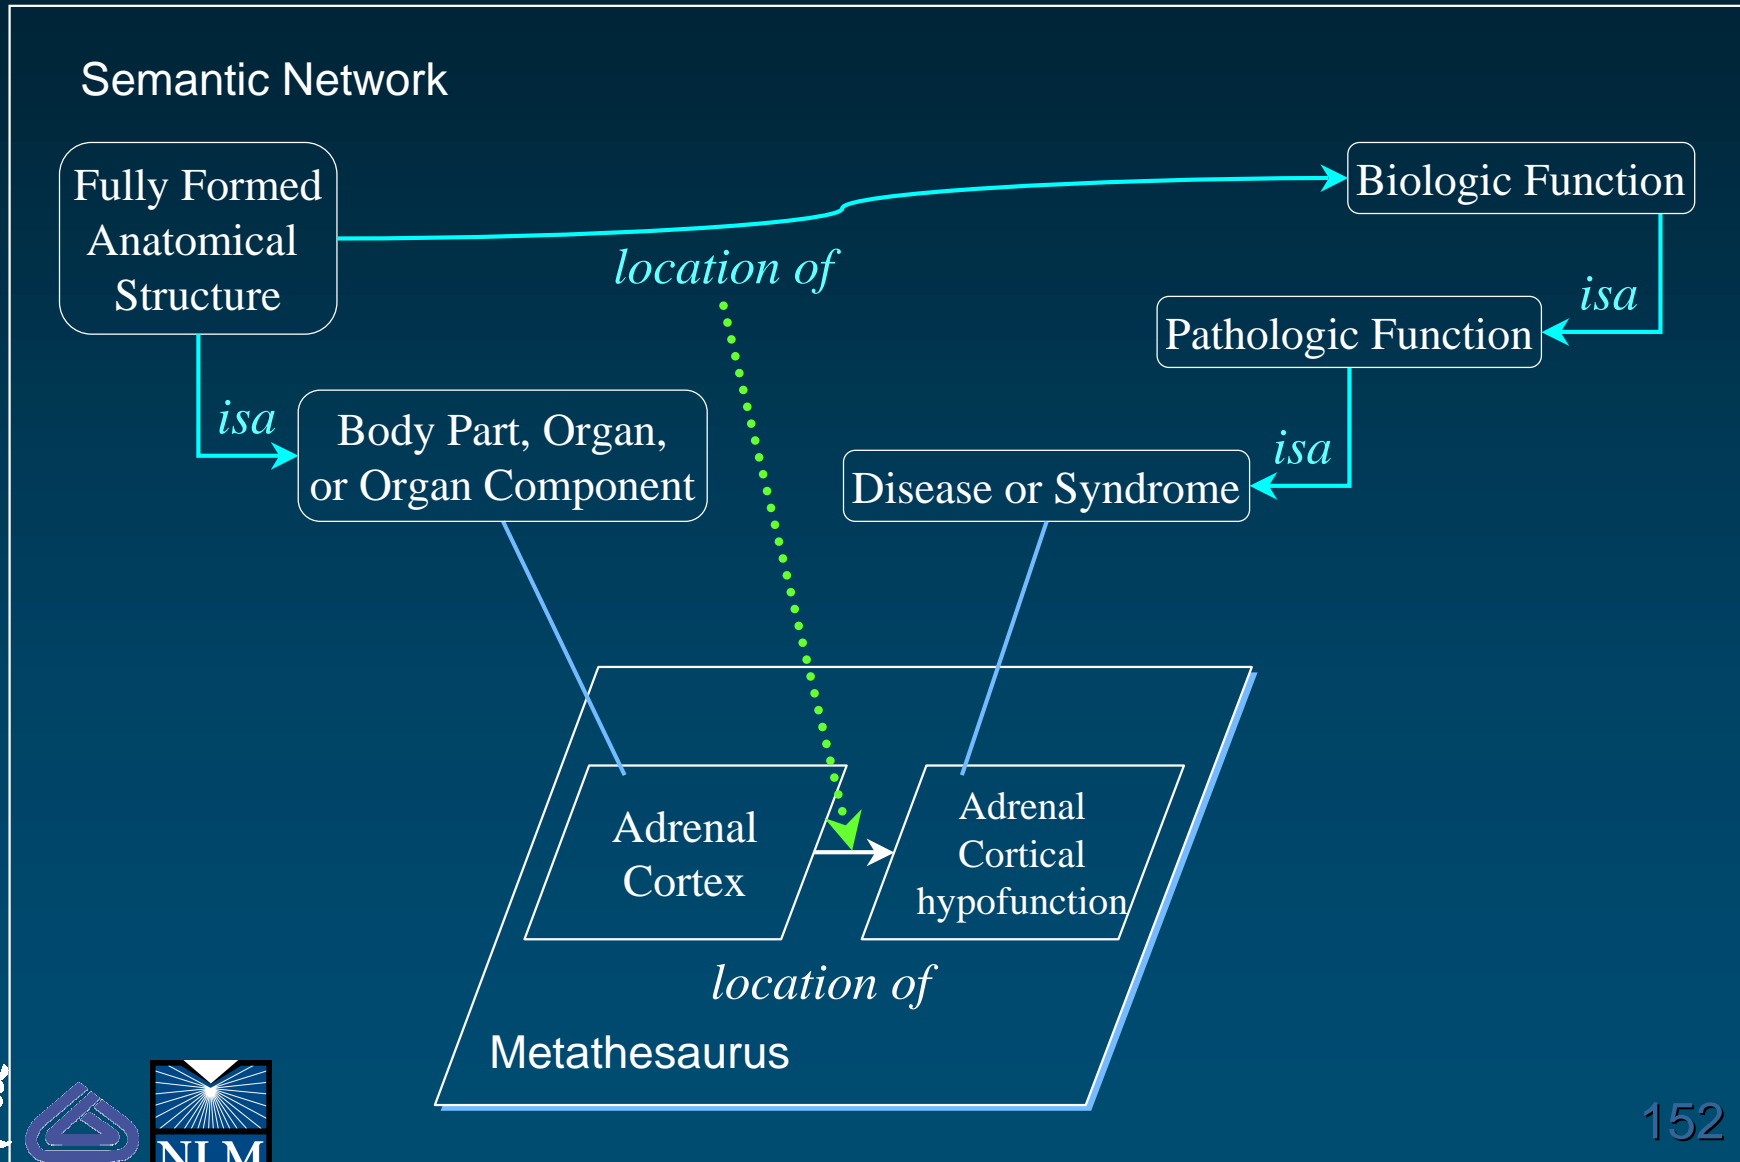 Semantic Network
Fully Formed
Anatomical
Structure
Biologic Function
location of
isa
Pathologic Function
isa
Body Part, Organ,
or Organ Component
isa
Disease or Syndrome
Adrenal
Cortex
Adrenal
Cortical
hypofunction
location of
Metathesaurus
NLM
152